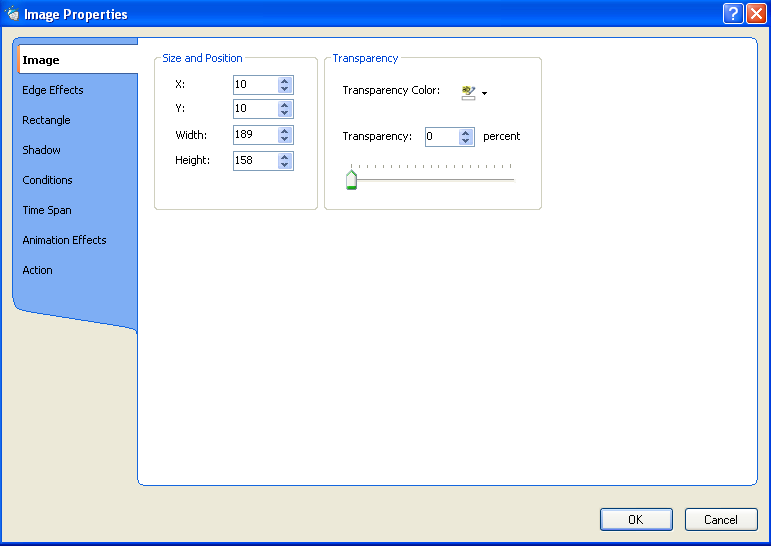 Image Properties
Image
Edge Effects
Rectangle
Shadow
Conditions
Time Span
Animation Effects
Action
Size and Position
X: 10
Y: 10
Width: 189
Height: 158
Transparency
Transparency Color:
Transparency: 0 percent
OK Cancel